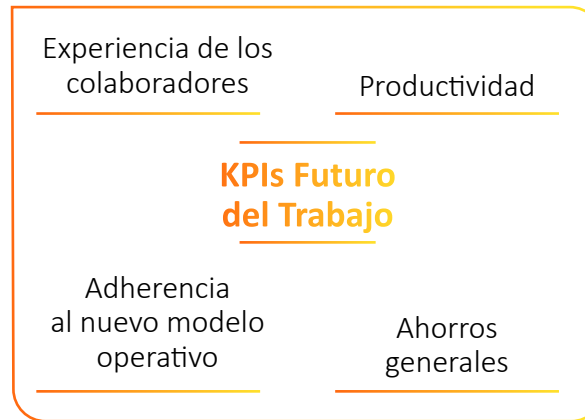 Experiencia de los
colaboradores
Productividad
KPIs Futuro
del Trabajo
Adherencia
al nuevo modelo
operativo
Ahorros
generales